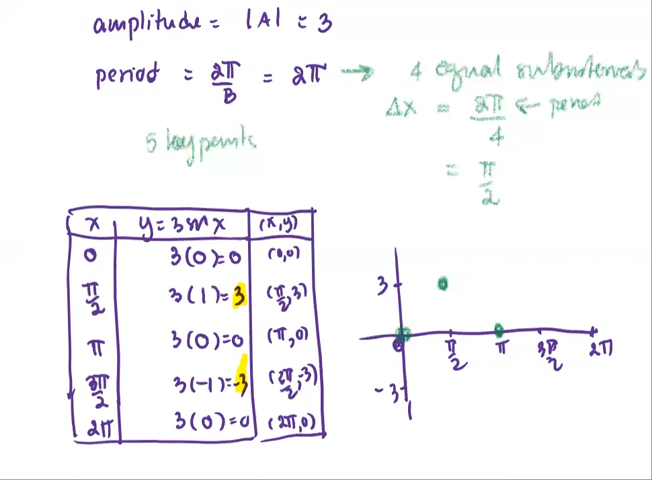 amplitude = |A| = 3
period = 2π/B = 2π → 4 equal subintervals
Δx = 2π/4 ← period
= π/2
5 key points
x y = 3 sin x (x,y)
0 3(0)=0 (0,0)
π/2 3(1)=3 (π/2,3)
π 3(0)=0 (π,0)
3π/2 3(-1)=-3 (3π/2,-3)
2π 3(0)=0 (2π,0)
3
0 π/2 π 3π/2 2π
-3